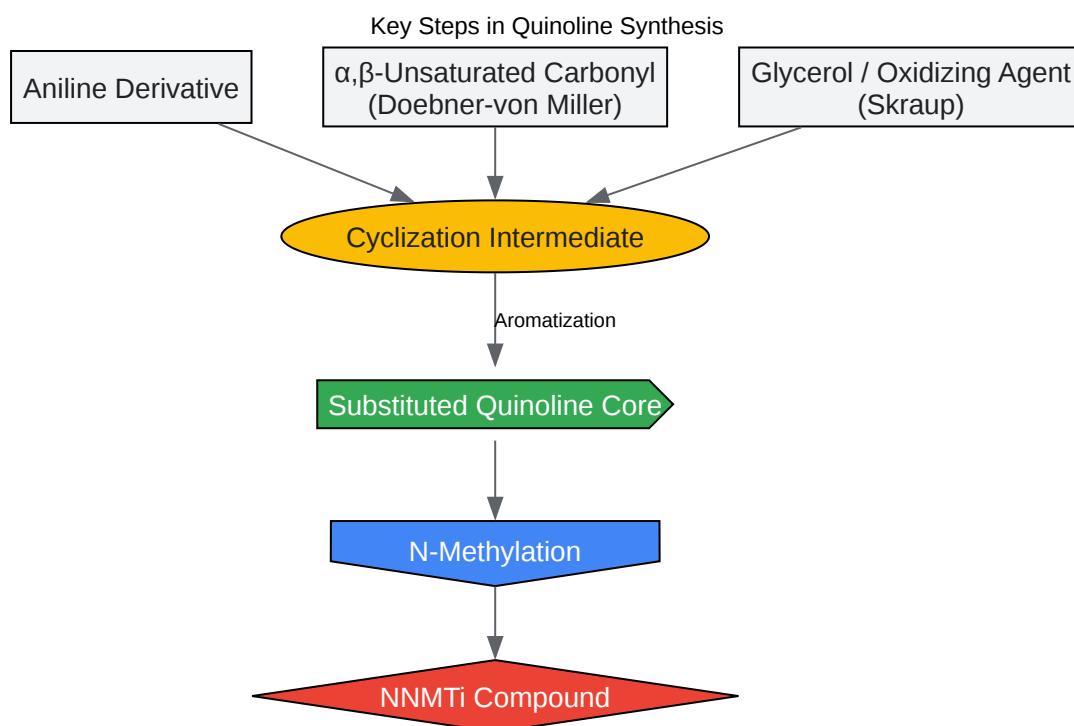 Key Steps in Quinoline Synthesis
Aniline Derivative
α,β-Unsaturated Carbonyl
(Doebner-von Miller)
Glycerol / Oxidizing Agent
(Skraup)
Cyclization Intermediate
Aromatization
Substituted Quinoline Core
N-Methylation
NNMTi Compound